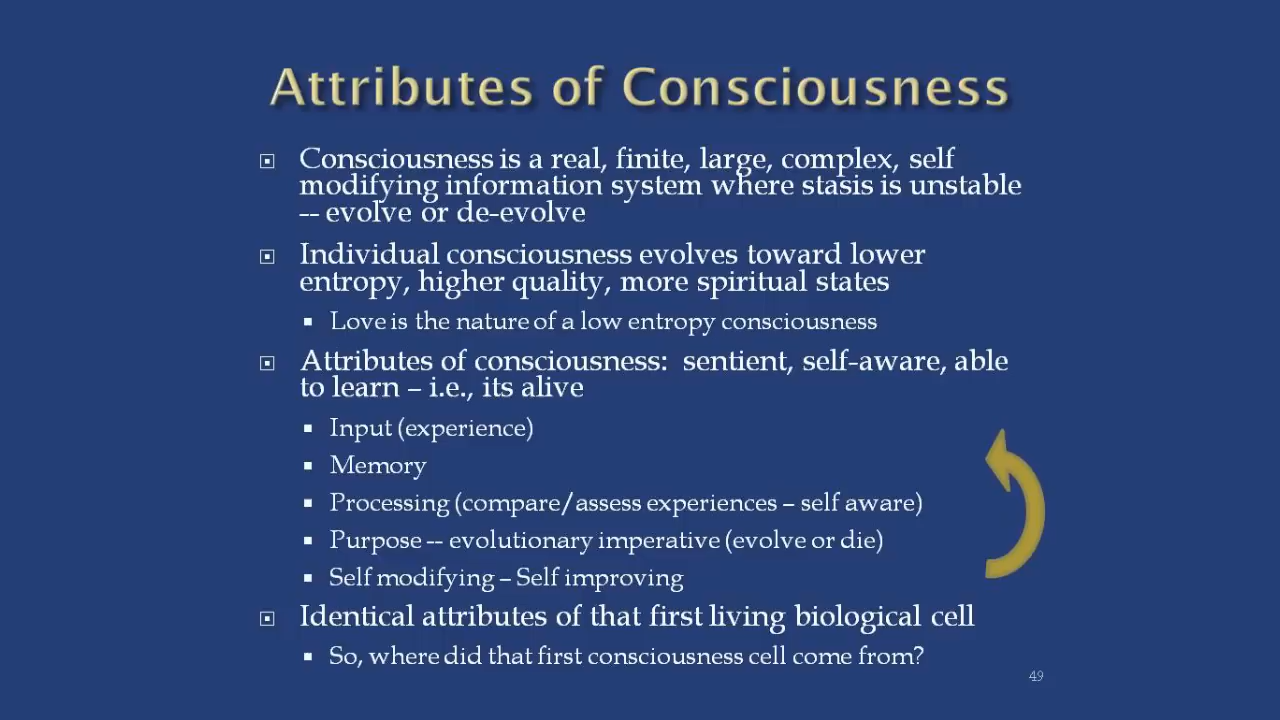 Attributes of Consciousness
Consciousness is a real, finite, large, complex, self
modifying information system where stasis is unstable
-- evolve or de-evolve
Individual consciousness evolves toward lower
entropy, higher quality, more spiritual states
Love is the nature of a low entropy consciousness
Attributes of consciousness: sentient, self-aware, able
to learn – i.e., its alive
Input (experience)
Memory
Processing (compare/assess experiences – self aware)
Purpose -- evolutionary imperative (evolve or die)
Self modifying – Self improving
Identical attributes of that first living biological cell
So, where did that first consciousness cell come from?
49